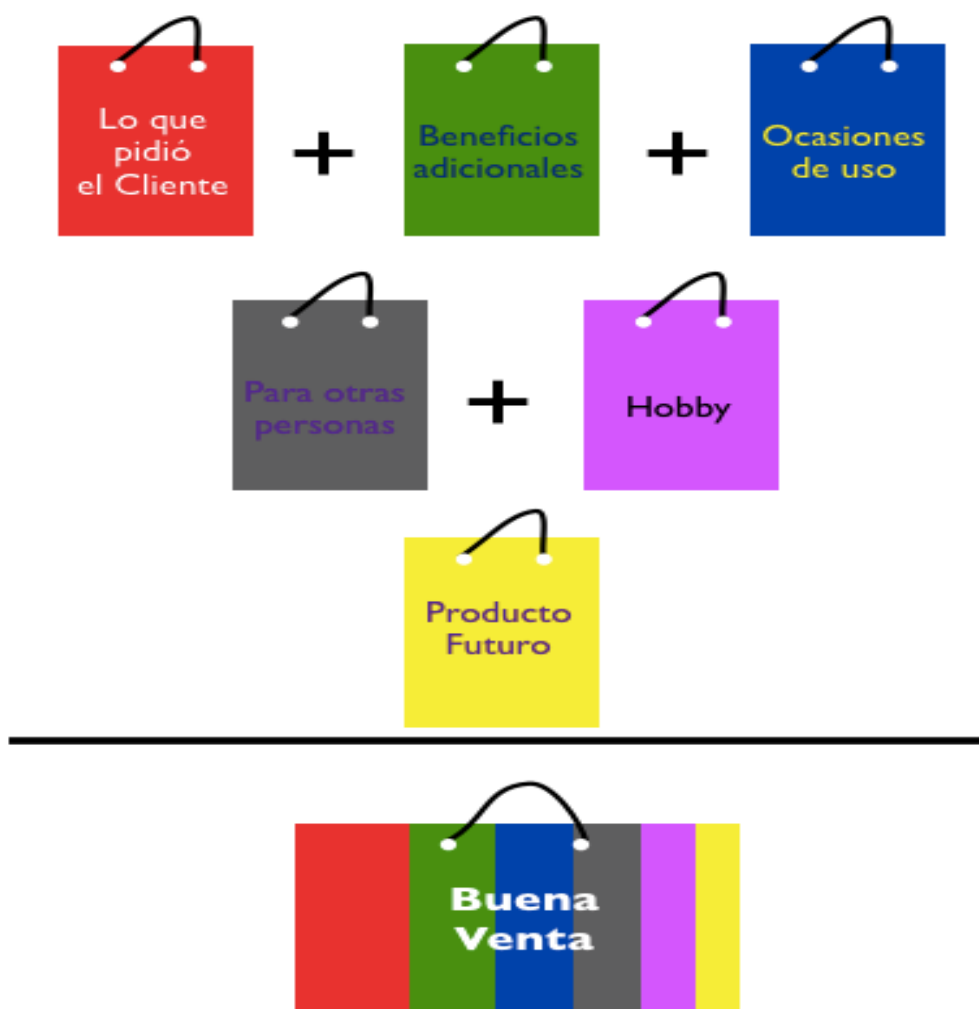 Lo que
pidió
el Cliente
+
Beneficios
adicionales
+
Ocasiones
de uso
Para otras
personas
+
Hobby
Producto
Futuro
Buena
Venta